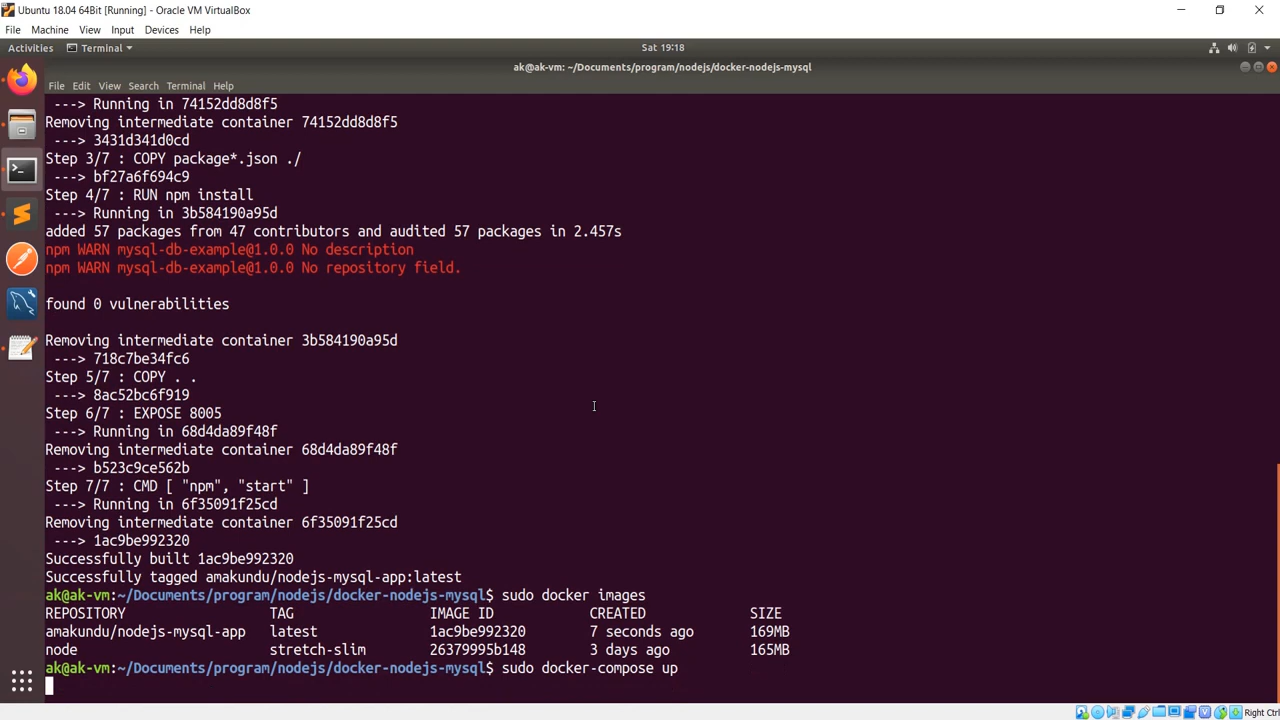 Ubuntu 18.04 64Bit [Running] - Oracle VM VirtualBox
File Machine View Input Devices Help
Activities Terminal Sat 19:18
ak@ak-vm: ~/Documents/program/nodejs/docker-nodejs-mysql
File Edit View Search Terminal Help
---> Running in 74152dd8d8f5
Removing intermediate container 74152dd8d8f5
---> 3431d341d0cd
Step 3/7 : COPY package*.json ./
---> bf27a6f694c9
Step 4/7 : RUN npm install
---> Running in 3b584190a95d
added 57 packages from 47 contributors and audited 57 packages in 2.457s
npm WARN mysql-db-example@1.0.0 No description
npm WARN mysql-db-example@1.0.0 No repository field.
found 0 vulnerabilities
Removing intermediate container 3b584190a95d
---> 718c7be34fc6
Step 5/7 : COPY . .
---> 8ac52bc6f919
Step 6/7 : EXPOSE 8005
---> Running in 68d4da89f48f
Removing intermediate container 68d4da89f48f
---> b523c9ce562b
Step 7/7 : CMD [ "npm", "start" ]
---> Running in 6f35091f25cd
Removing intermediate container 6f35091f25cd
---> 1ac9be992320
Successfully built 1ac9be992320
Successfully tagged amakundu/nodejs-mysql-app:latest
ak@ak-vm:~/Documents/program/nodejs/docker-nodejs-mysql$ sudo docker images
REPOSITORY TAG IMAGE ID CREATED SIZE
amakundu/nodejs-mysql-app latest 1ac9be992320 7 seconds ago 169MB
node stretch-slim 26379995b148 3 days ago 165MB
ak@ak-vm:~/Documents/program/nodejs/docker-nodejs-mysql$ sudo docker-compose up
Right Ctrl